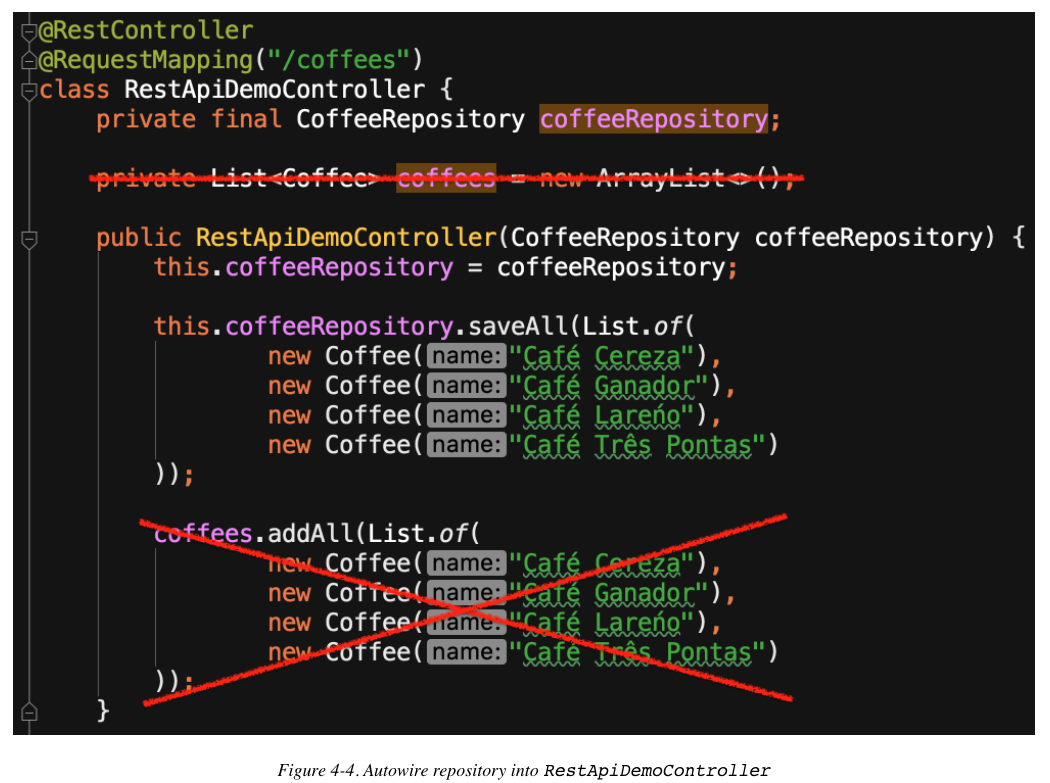 @RestController
@RequestMapping("/coffees")
class RestApiDemoController {
    private final CoffeeRepository coffeeRepository;
    private List<Coffee> coffees = new ArrayList<>();
    public RestApiDemoController(CoffeeRepository coffeeRepository) {
        this.coffeeRepository = coffeeRepository;
        this.coffeeRepository.saveAll(List.of(
                new Coffee( name: "Café Cereza"),
                new Coffee( name: "Café Ganador"),
                new Coffee( name: "Café Lareńo"),
                new Coffee( name: "Café Três Pontas")
        ));
        coffees.addAll(List.of(
                new Coffee( name: "Café Cereza"),
                new Coffee( name: "Café Ganador"),
                new Coffee( name: "Café Lareńo"),
                new Coffee( name: "Café Três Pontas")
        ));
    }
Figure 4-4. Autowire repository into RestApiDemoController